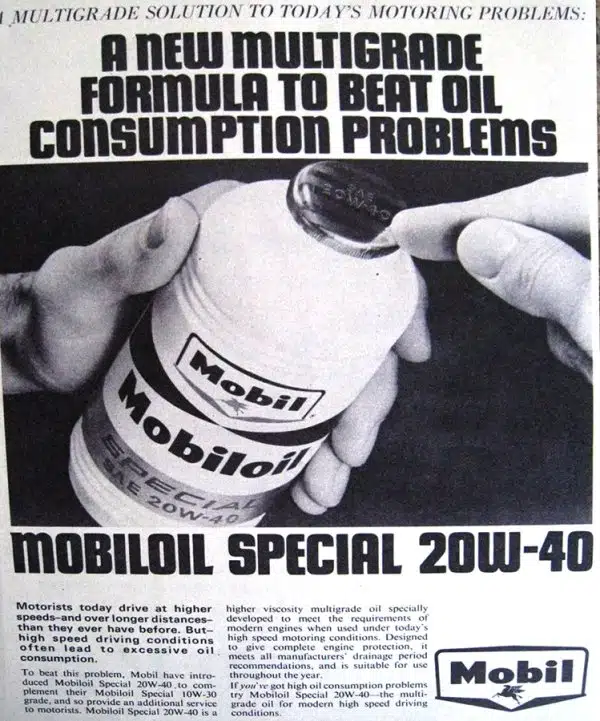 A MULTIGRADE SOLUTION TO TODAY'S MOTORING PROBLEMS:
A NEW MULTIGRADE
FORMULA TO BEAT OIL
CONSUMPTION PROBLEMS
SAE
20W-40
Mobil
Mobiloil
SPECIAL
SAE 20W-40
MOBILOIL SPECIAL 20W-40
Motorists today drive at higher
speeds—and over longer distances—
than they ever have before. But—
high speed driving conditions
often lead to excessive oil
consumption.
To beat this problem, Mobil have intro-
duced Mobiloil Special 20W-40 to com-
plement their Mobiloil Special 10W-30
grade, and so provide an additional service
to motorists. Mobiloil Special 20W-40 is a
higher viscosity multigrade oil specially
developed to meet the requirements of
modern engines when used under today's
high speed motoring conditions. Designed
to give complete engine protection, it
meets all manufacturers' drainage period
recommendations, and is suitable for use
throughout the year.
If you've got high oil consumption problems
try Mobiloil Special 20W-40—the multi-
grade oil for modern high speed driving
conditions.
Mobil